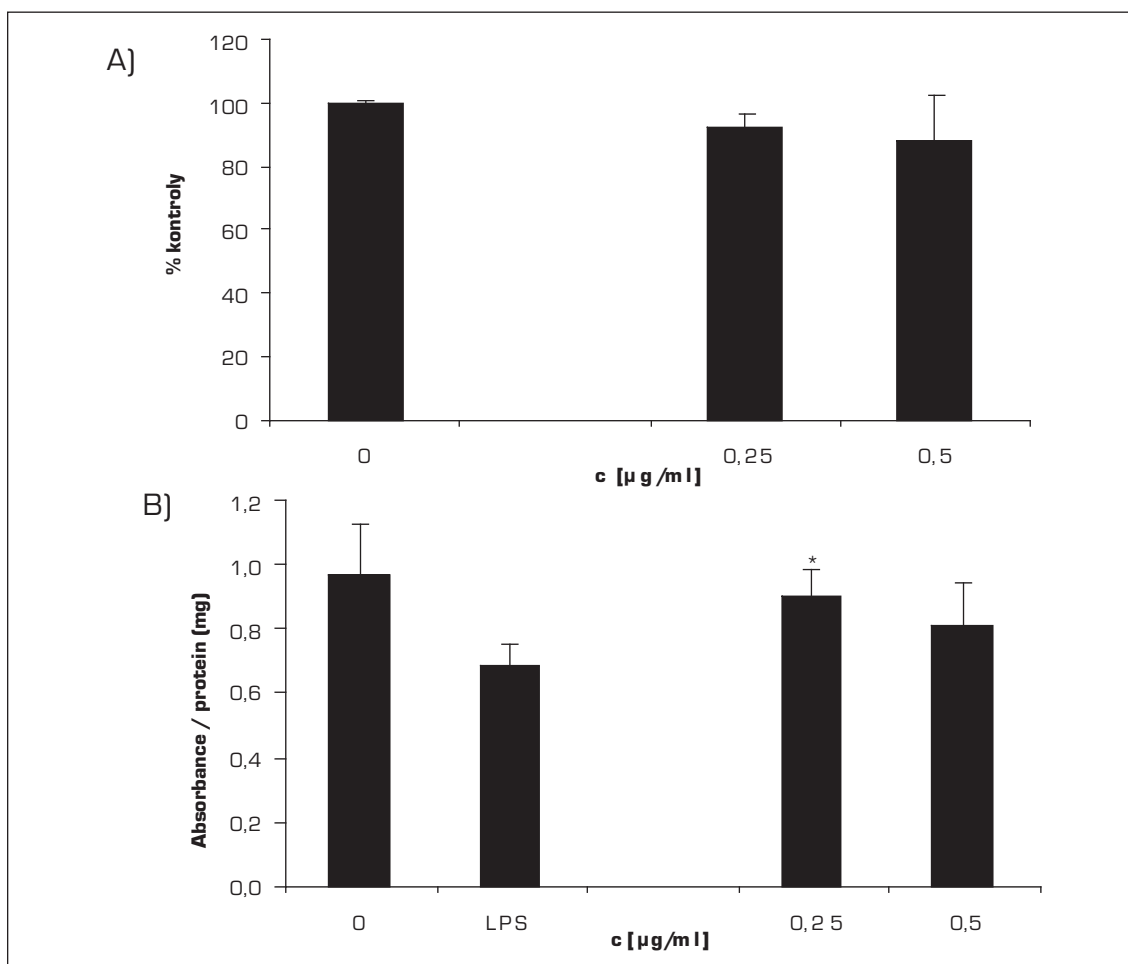 A)
120
100
80
60
40
20
0
% kontroly
0 0,25 0,5
c [µg/ml]
B)
1,2
1,0
0,8
0,6
0,4
0,2
0,0
Absorbance / protein (mg)
*
0 LPS 0,25 0,5
c [µg/ml]